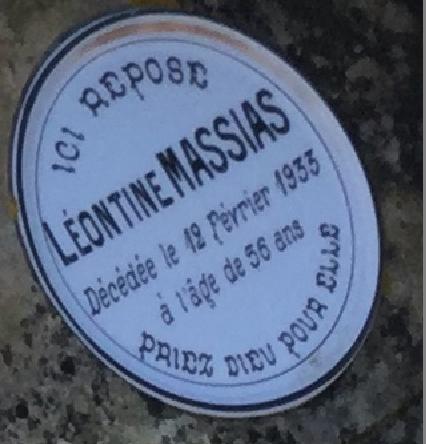 ICI REPOSE
LÉONTINE MASSIAS
Décédée le 12 Février 1933
à l'âge de 56 ans
PRIEZ DIEU POUR ELLE